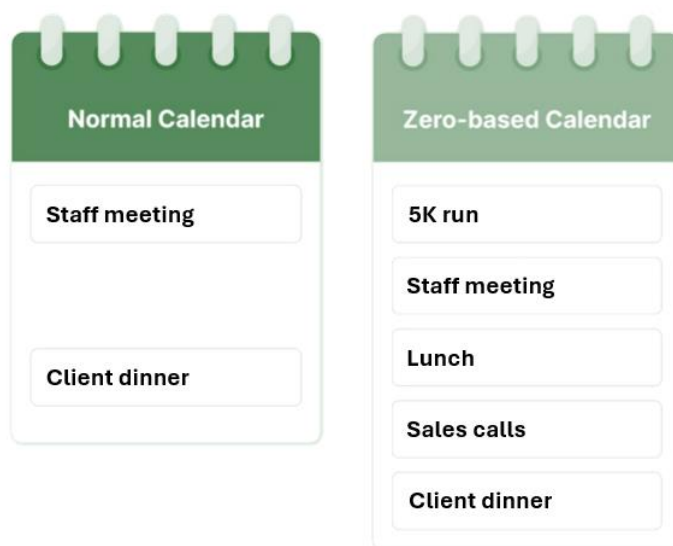 Normal Calendar
Staff meeting
Client dinner
Zero-based Calendar
5K run
Staff meeting
Lunch
Sales calls
Client dinner